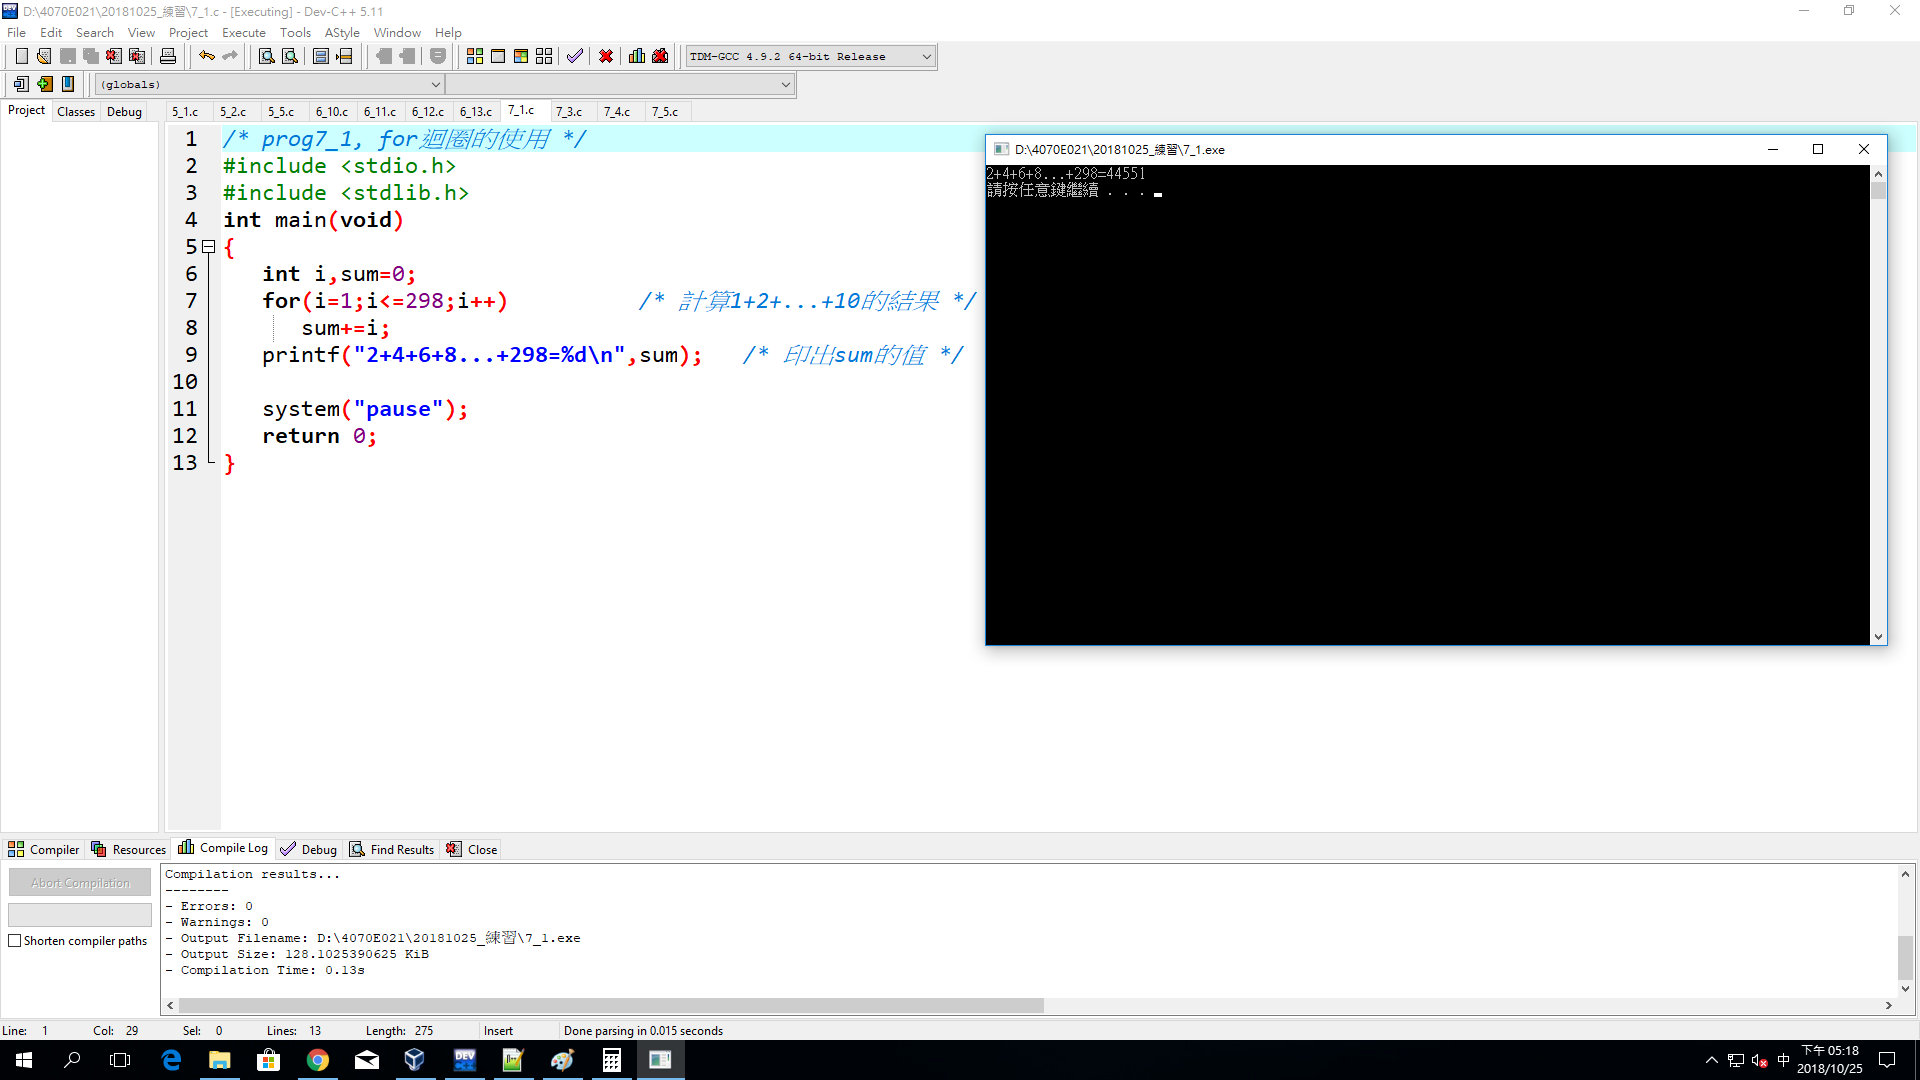 D:\4070E021\20181025_練習\7_1.c - [Executing] - Dev-C++ 5.11
File Edit Search View Project Execute Tools AStyle Window Help
TDM-GCC 4.9.2 64-bit Release
(globals)
Project Classes Debug
5_1.c 5_2.c 5_5.c 6_10.c 6_11.c 6_12.c 6_13.c 7_1.c 7_3.c 7_4.c 7_5.c
1 /* prog7_1, for迴圈的使用 */
2 #include <stdio.h>
3 #include <stdlib.h>
4 int main(void)
5 {
6 int i,sum=0;
7 for(i=1;i<=298;i++) /* 計算1+2+...+10的結果 */
8 sum+=i;
9 printf("2+4+6+8...+298=%d\n",sum); /* 印出sum的值 */
10
11 system("pause");
12 return 0;
13 }
D:\4070E021\20181025_練習\7_1.exe
2+4+6+8...+298=44551
請按任意鍵繼續 . . .
Compiler Resources Compile Log Debug Find Results Close
Abort Compilation
Shorten compiler paths
Compilation results...
--------
- Errors: 0
- Warnings: 0
- Output Filename: D:\4070E021\20181025_練習\7_1.exe
- Output Size: 128.1025390625 KiB
- Compilation Time: 0.13s
Line: 1 Col: 29 Sel: 0 Lines: 13 Length: 275 Insert Done parsing in 0.015 seconds
DEV C++
中
下午 05:18
2018/10/25